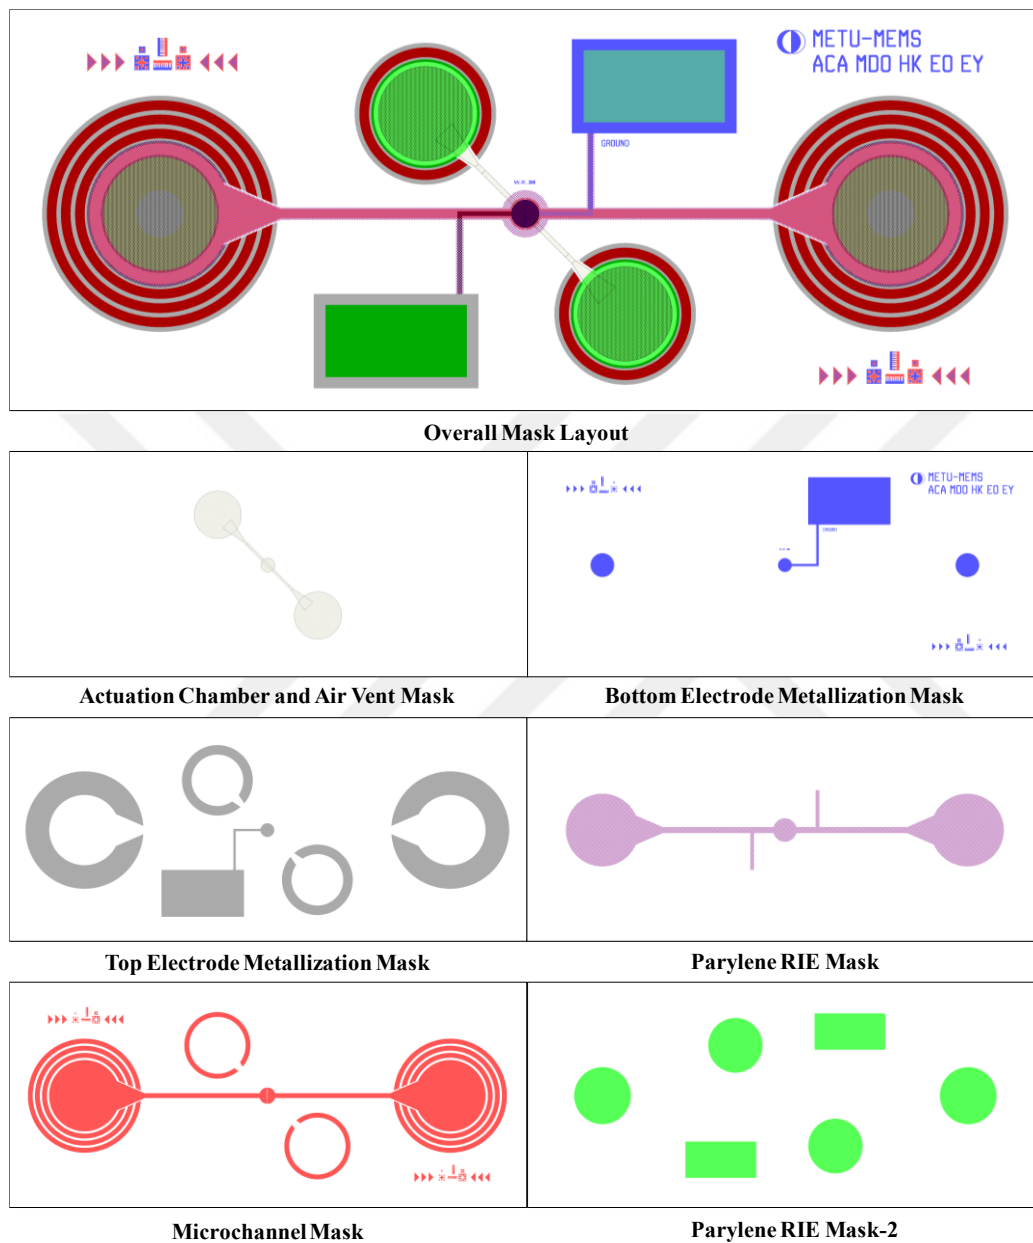 METU-MEMS
ACA MDO HK EO EY
GROUND
Overall Mask Layout
METU-MEMS
ACA MDO HK EO EY
GROUND
Actuation Chamber and Air Vent Mask
Bottom Electrode Metallization Mask
Top Electrode Metallization Mask
Parylene RIE Mask
Microchannel Mask
Parylene RIE Mask-2